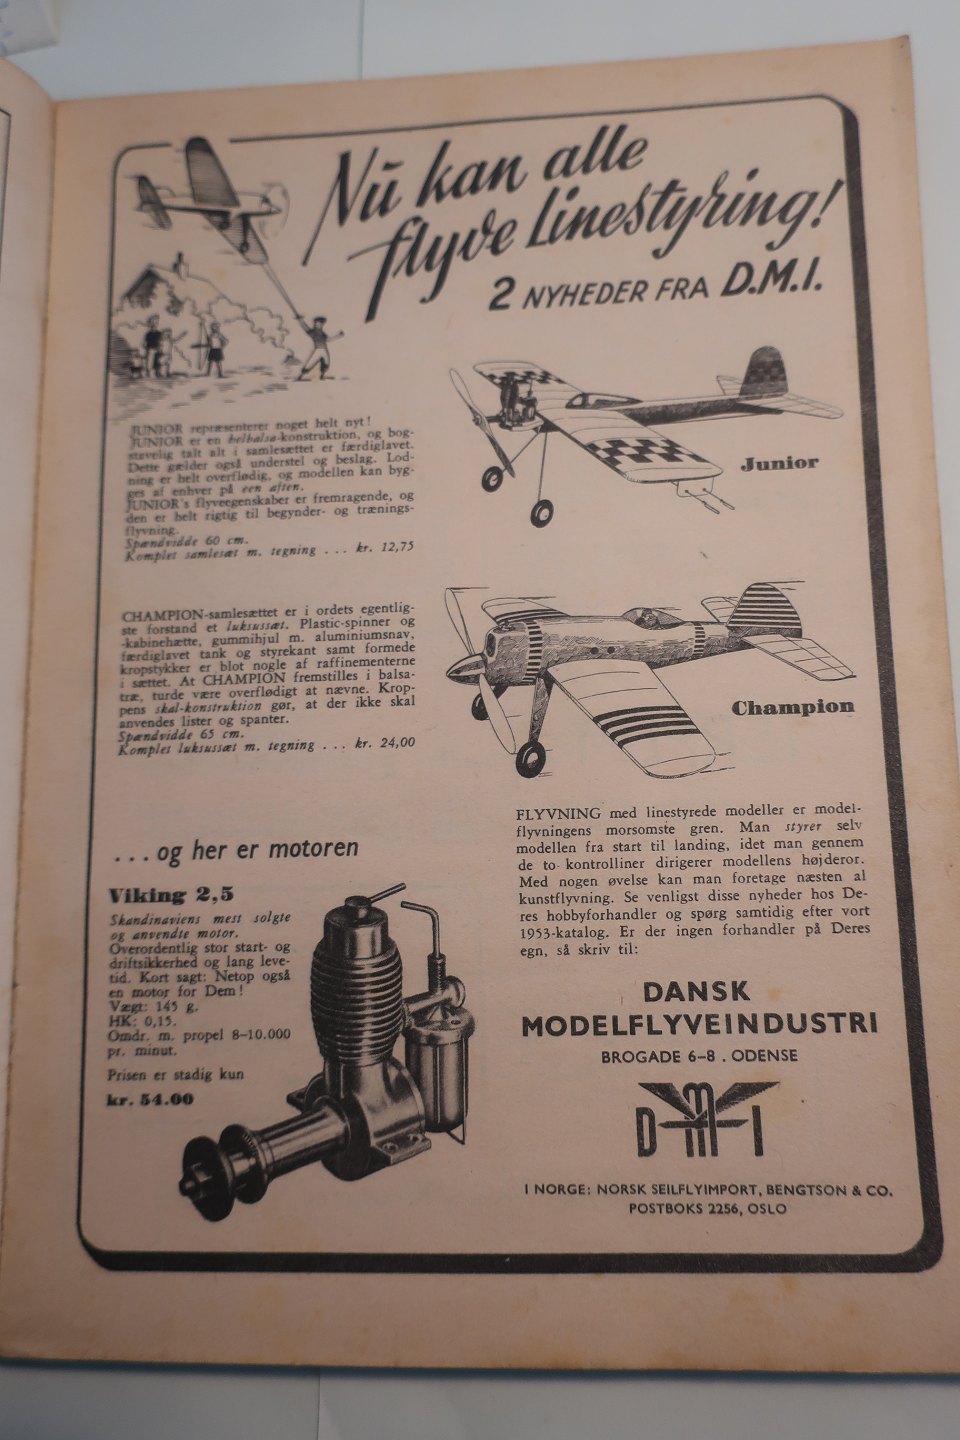 Nu kan alle
flyve Linestyring!
2 NYHEDER FRA D.M.I.
JUNIOR repræsenterer noget helt nyt!
JUNIOR er en helbalsa-konstruktion, og bog-
stavelig talt alt i samlesættet er færdiglavet.
Dette gælder også understel og beslag. Lod-
ning er helt overflødig, og modellen kan byg-
ges af enhver på een aften.
JUNIOR's flyveegenskaber er fremragende, og
den er helt rigtig til begynder- og trænings-
flyvning.
Spændvidde 60 cm.
Komplet samlesæt m. tegning . . . kr. 12,75
Junior
CHAMPION-samlesættet er i ordets egentlig-
ste forstand et luksussæt. Plastic-spinner og
-kabinehætte, gummihjul m. aluminiumsnav,
færdiglavet tank og styrekant samt formede
kropstykker er blot nogle af raffinementerne
i sættet. At CHAMPION fremstilles i balsa-
træ, turde være overflødigt at nævne. Krop-
pens skal-konstruktion gør, at der ikke skal
anvendes lister og spanter.
Spændvidde 65 cm.
Komplet luksussæt m. tegning . . . kr. 24,00
Champion
. . . og her er motoren
Viking 2,5
Skandinaviens mest solgte
og anvendte motor.
Overordentlig stor start- og
driftsikkerhed og lang leve-
tid. Kort sagt: Netop også
en motor for Dem!
Vægt: 145 g.
HK: 0,15.
Omdr. m. propel 8–10.000
pr. minut.
Prisen er stadig kun
kr. 54.00
FLYVNING med linestyrede modeller er model-
flyvningens morsomste gren. Man styrer selv
modellen fra start til landing, idet man gennem
de to kontrolliner dirigerer modellens højderor.
Med nogen øvelse kan man foretage næsten al
kunstflyvning. Se venligst disse nyheder hos De-
res hobbyforhandler og spørg samtidig efter vort
1953-katalog. Er der ingen forhandler på Deres
egn, så skriv til:
DANSK
MODELFLYVEINDUSTRI
BROGADE 6–8 . ODENSE
DMI
I NORGE: NORSK SEILFLYIMPORT, BENGTSON & CO.
POSTBOKS 2256, OSLO